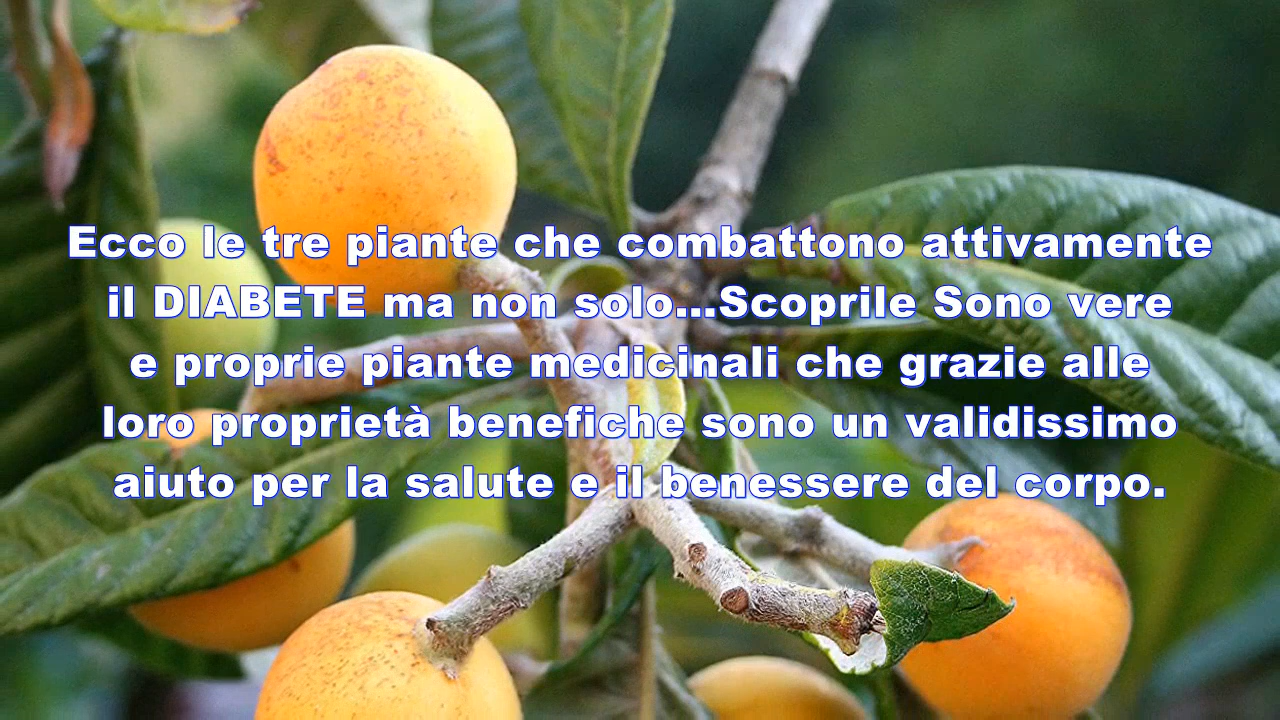 Ecco le tre piante che combattono attivamente
il DIABETE ma non solo...Scoprile Sono vere
e proprie piante medicinali che grazie alle
loro proprietà benefiche sono un validissimo
aiuto per la salute e il benessere del corpo.